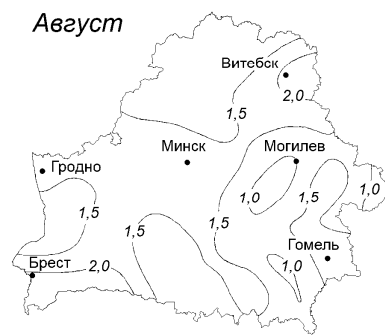 Август
Витебск
2,0
1,5
Минск
Могилев
Гродно
1,0
1,5
1,0
1,5
1,5
1,5
Гомель
Брест
2,0
1,0